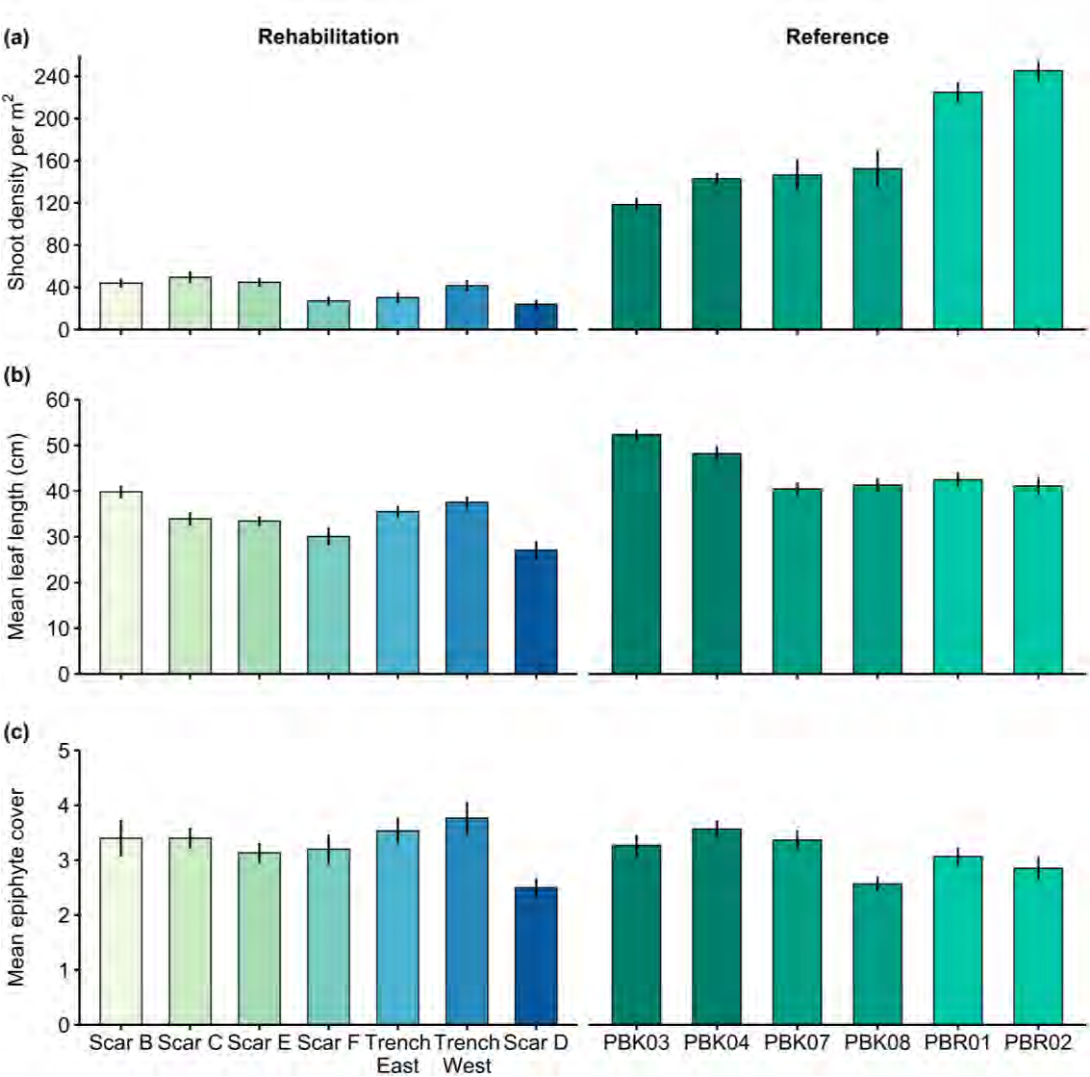 (a)
Rehabilitation
Reference
Shoot density per m²
240
200
160
120
80
40
0
(b)
Mean leaf length (cm)
60
50
40
30
20
10
0
(c)
Mean epiphyte cover
5
4
3
2
1
0
Scar B Scar C Scar E Scar F Trench Trench Scar D PBK03 PBK04 PBK07 PBK08 PBR01 PBR02
East West